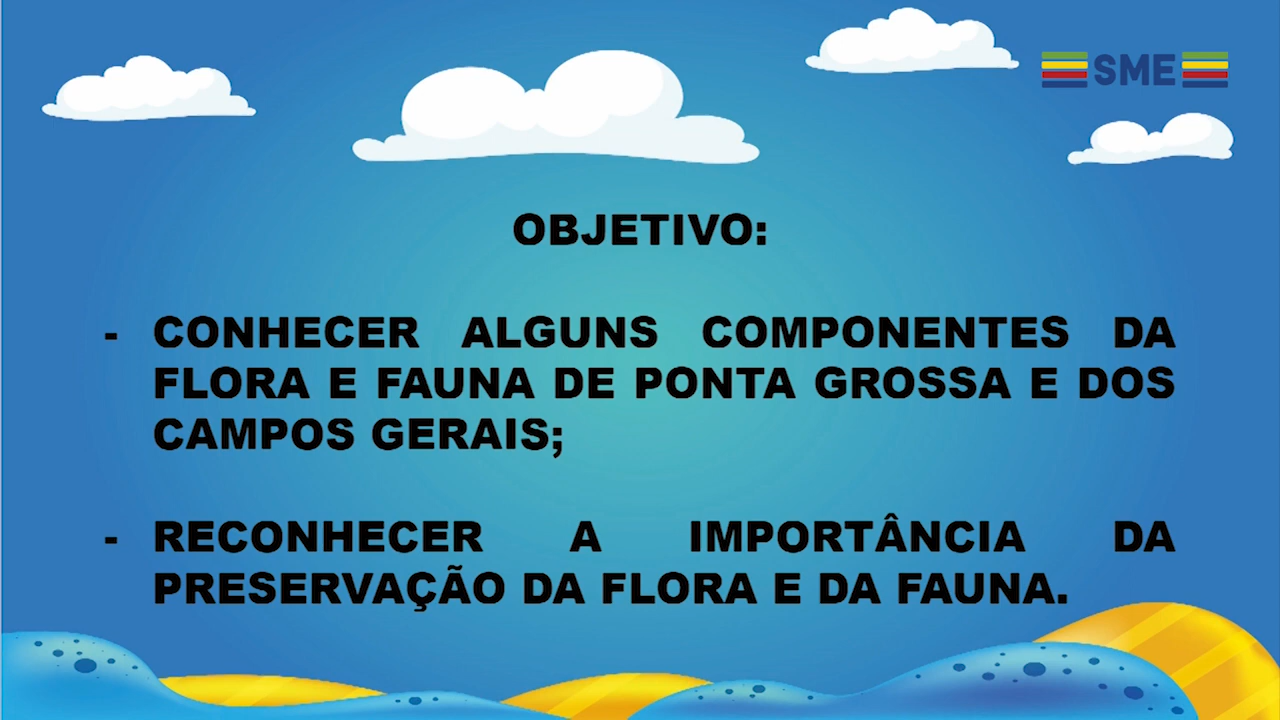 SME
OBJETIVO:
- CONHECER ALGUNS COMPONENTES DA
FLORA E FAUNA DE PONTA GROSSA E DOS
CAMPOS GERAIS;
- RECONHECER A IMPORTÂNCIA DA
PRESERVAÇÃO DA FLORA E DA FAUNA.